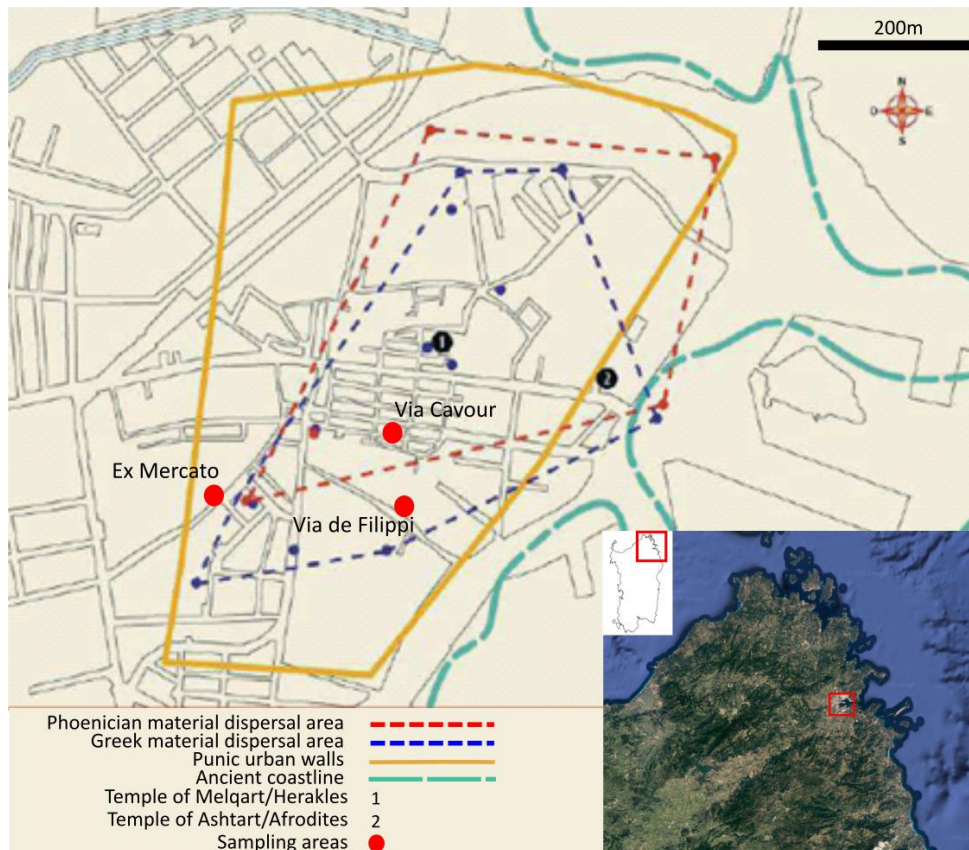 200m
N
O E
S
1
2
Via Cavour
Ex Mercato
Via de Filippi
Phoenician material dispersal area
Greek material dispersal area
Punic urban walls
Ancient coastline
Temple of Melqart/Herakles 1
Temple of Ashtart/Afrodites 2
Sampling areas